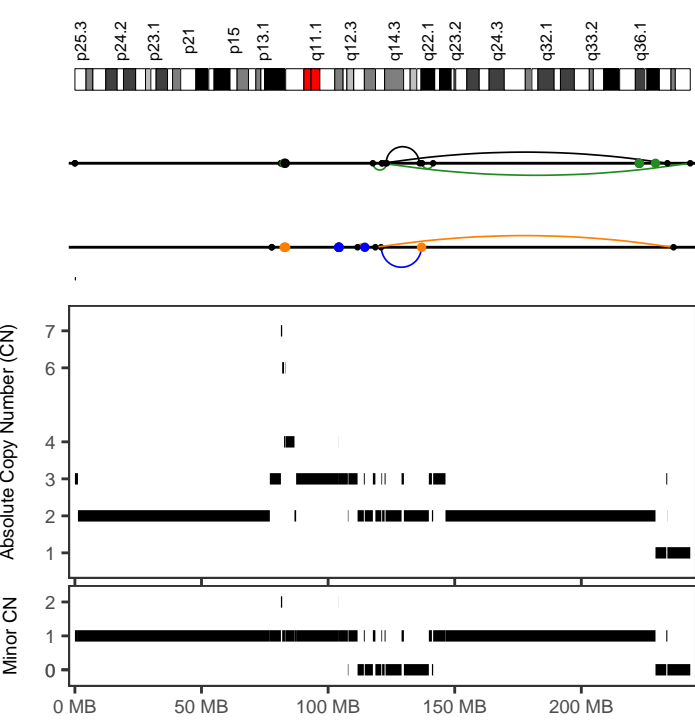 p25.3 p24.2 p23.1 p21 p15 p13.1 q11.1 q12.3 q14.3 q22.1 q23.2 q24.3 q32.1 q33.2 q36.1
Absolute Copy Number (CN)
7
6
4
3
2
1
Minor CN
2
1
0
0 MB 50 MB 100 MB 150 MB 200 MB